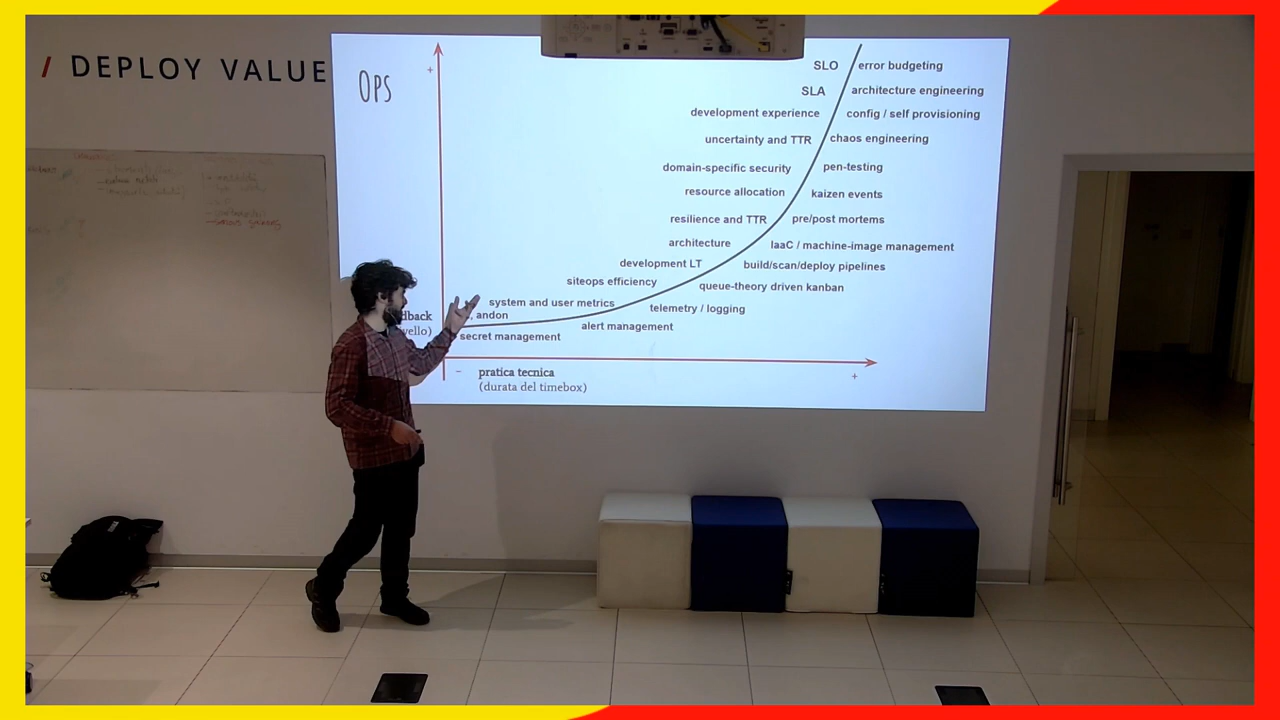 / DEPLOY VALUE
Ops
+
SLO
error budgeting
SLA
architecture engineering
development experience
config / self provisioning
uncertainty and TTR
chaos engineering
domain-specific security
pen-testing
resource allocation
kaizen events
resilience and TTR
pre/post mortems
architecture
IaaC / machine-image management
development LT
build/scan/deploy pipelines
siteops efficiency
queue-theory driven kanban
system and user metrics
telemetry / logging
dback
, andon
vello)
alert management
secret management
−
pratica tecnica
+
(durata del timebox)